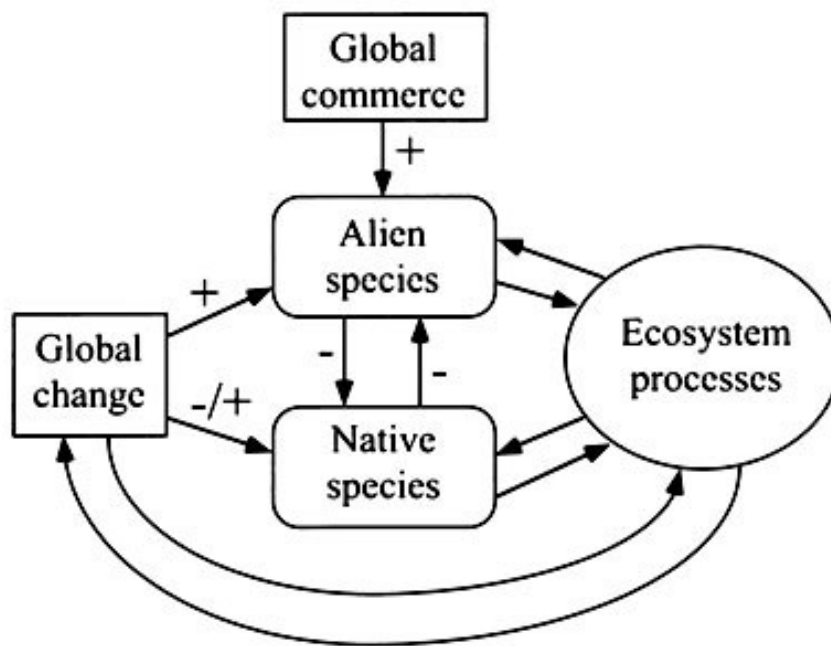 Global
commerce
+
Alien
species
+
Global
change
-
-
Ecosystem
processes
-/+
Native
species